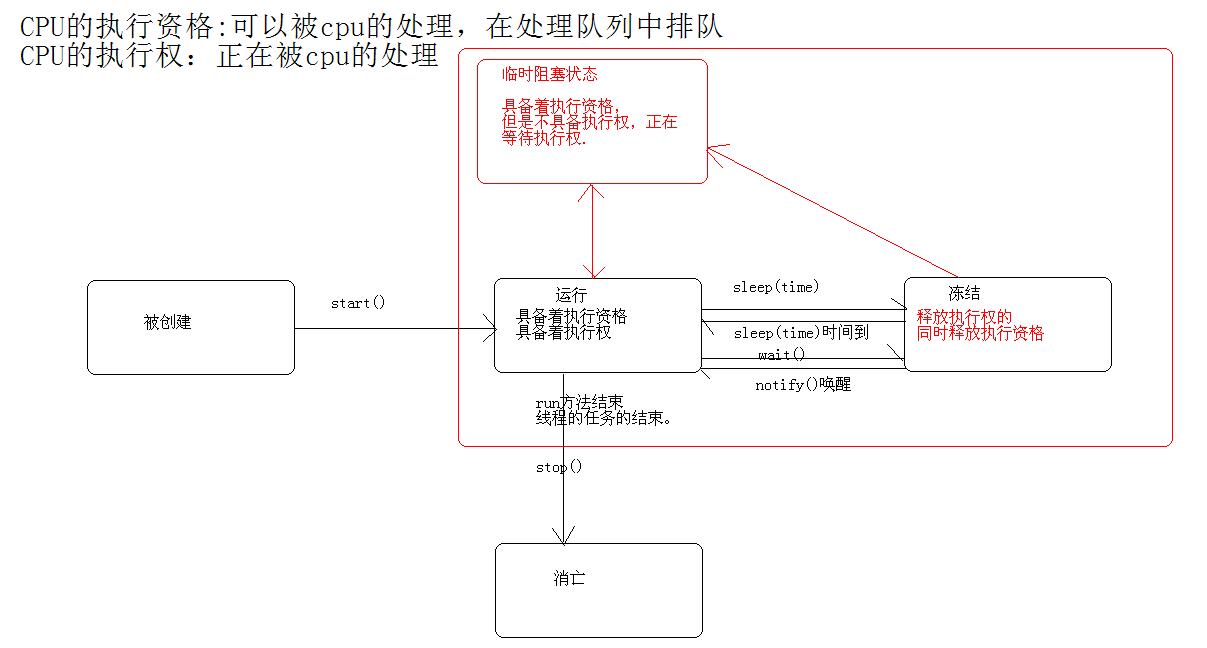 CPU的执行资格:可以被cpu的处理，在处理队列中排队
CPU的执行权：正在被cpu的处理
临时阻塞状态
具备着执行资格，
但是不具备执行权，正在
等待执行权.
被创建
start()
运行
具备着执行资格
具备着执行权
sleep(time)
sleep(time)时间到
wait()
notify()唤醒
冻结
释放执行权的
同时释放执行资格
run方法结束
线程的任务的结束。
stop()
消亡